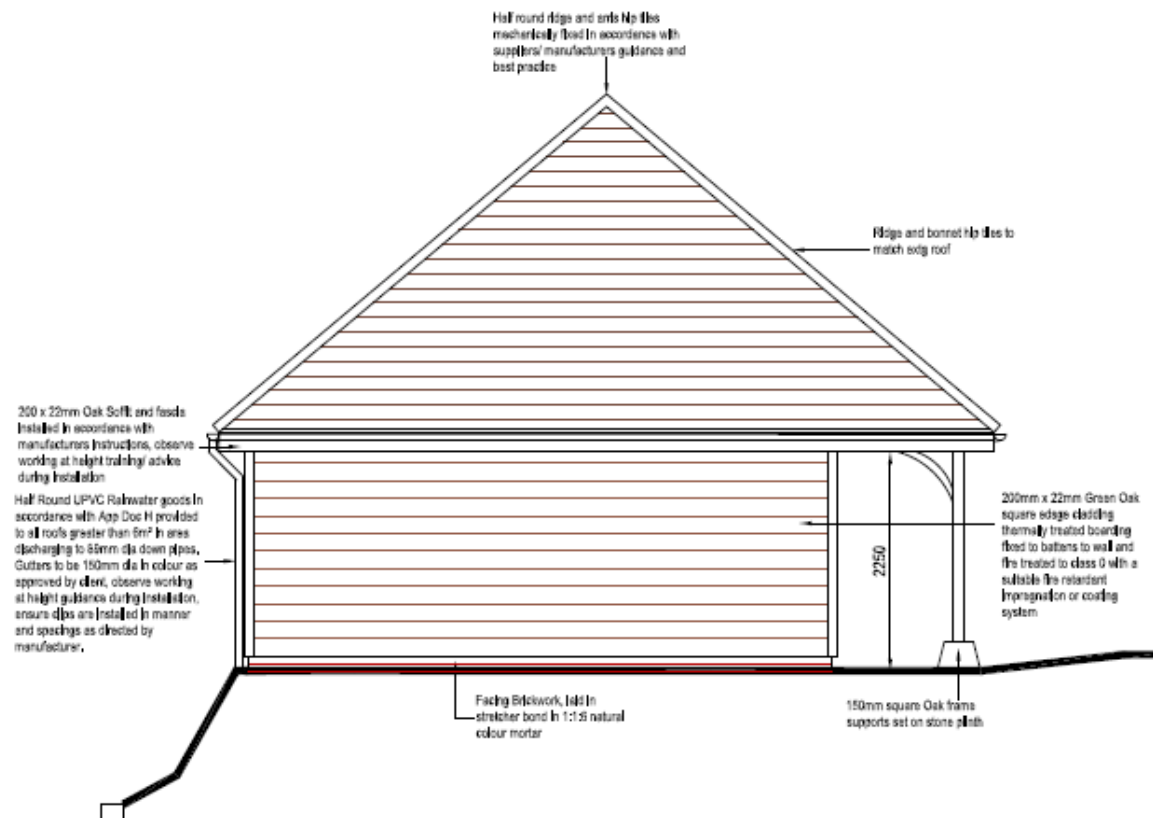 Half round ridge and arris hip tiles
mechanically fixed in accordance with
suppliers/ manufacturers guidance and
best practice
Ridge and bonnet hip tiles to
match exdg roof
200 x 22mm Oak Soffit and fascia
installed in accordance with
manufacturers instructions, observe
working at height training/ advice
during installation
Half Round UPVC Rainwater goods in
accordance with App Doc H provided
to all roofs greater than 6m² in area
discharging to dia down pipes.
Gutters to be 150mm dia in colour as
approved by client, observe working
at height guidance during installation,
ensure clips are installed in manner
and spacings as directed by
manufacturer.
2250
200mm x 22mm Green Oak
square edage cladding
thermally treated boarding
fixed to battens to wall and
fire treated to class 0 with a
suitable fire retardant
impregnation or coating
system
Facing Brickwork, laid in
stretcher bond in 1:1:6 natural
colour mortar
150mm square Oak frame
supports set on stone plinth